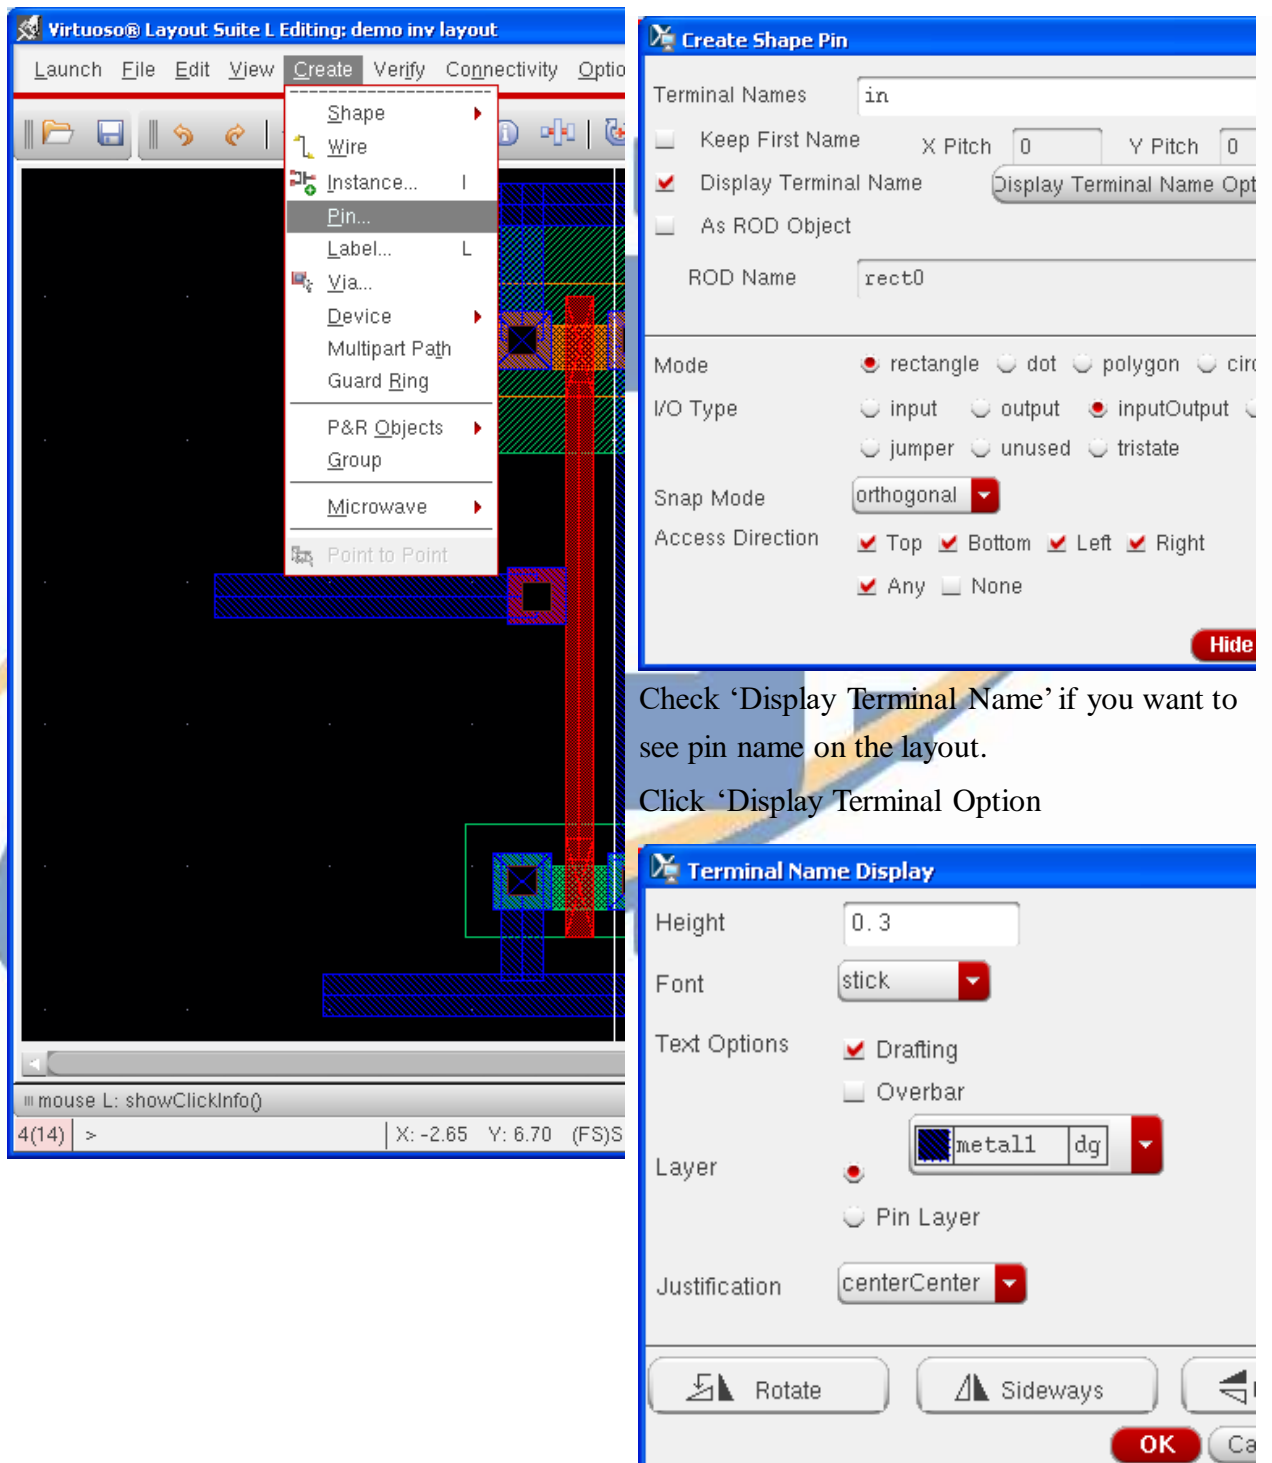 Virtuoso® Layout Suite L Editing: demo inv layout
Launch File Edit View Create Verify Connectivity Optio
Shape
Wire
Instance... I
Pin...
Label... L
Via...
Device
Multipart Path
Guard Ring
P&R Objects
Group
Microwave
Point to Point
mouse L: showClickInfo()
4(14) > X: -2.65 Y: 6.70 (FS)S
Create Shape Pin
Terminal Names in
Keep First Name X Pitch 0 Y Pitch 0
Display Terminal Name Display Terminal Name Opt
As ROD Object
ROD Name rect0
Mode rectangle dot polygon circ
I/O Type input output inputOutput
jumper unused tristate
Snap Mode orthogonal
Access Direction Top Bottom Left Right
Any None
Hide
Check ‘Display Terminal Name’ if you want to
see pin name on the layout.
Click ‘Display Terminal Option
Terminal Name Display
Height 0.3
Font stick
Text Options Drafting
Overbar
Layer metal1 dg
Pin Layer
Justification centerCenter
Rotate Sideways
OK Ca